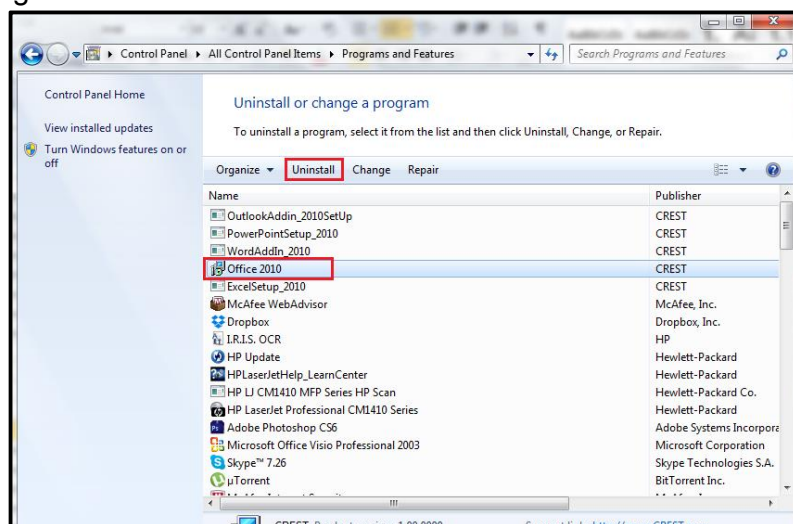 Control Panel ▸ All Control Panel Items ▸ Programs and Features Search Programs and Features
Control Panel Home
View installed updates
Turn Windows features on or
off
Uninstall or change a program
To uninstall a program, select it from the list and then click Uninstall, Change, or Repair.
Organize Uninstall Change Repair
Name Publisher
OutlookAddin_2010SetUp CREST
PowerPointSetup_2010 CREST
WordAddIn_2010 CREST
Office 2010 CREST
ExcelSetup_2010 CREST
McAfee WebAdvisor McAfee, Inc.
Dropbox Dropbox, Inc.
I.R.I.S. OCR HP
HP Update Hewlett-Packard
HPLaserJetHelp_LearnCenter Hewlett-Packard
HP LJ CM1410 MFP Series HP Scan Hewlett-Packard Co.
HP LaserJet Professional CM1410 Series Hewlett-Packard
Adobe Photoshop CS6 Adobe Systems Incorpora
Microsoft Office Visio Professional 2003 Microsoft Corporation
Skype™ 7.26 Skype Technologies S.A.
µTorrent BitTorrent Inc.